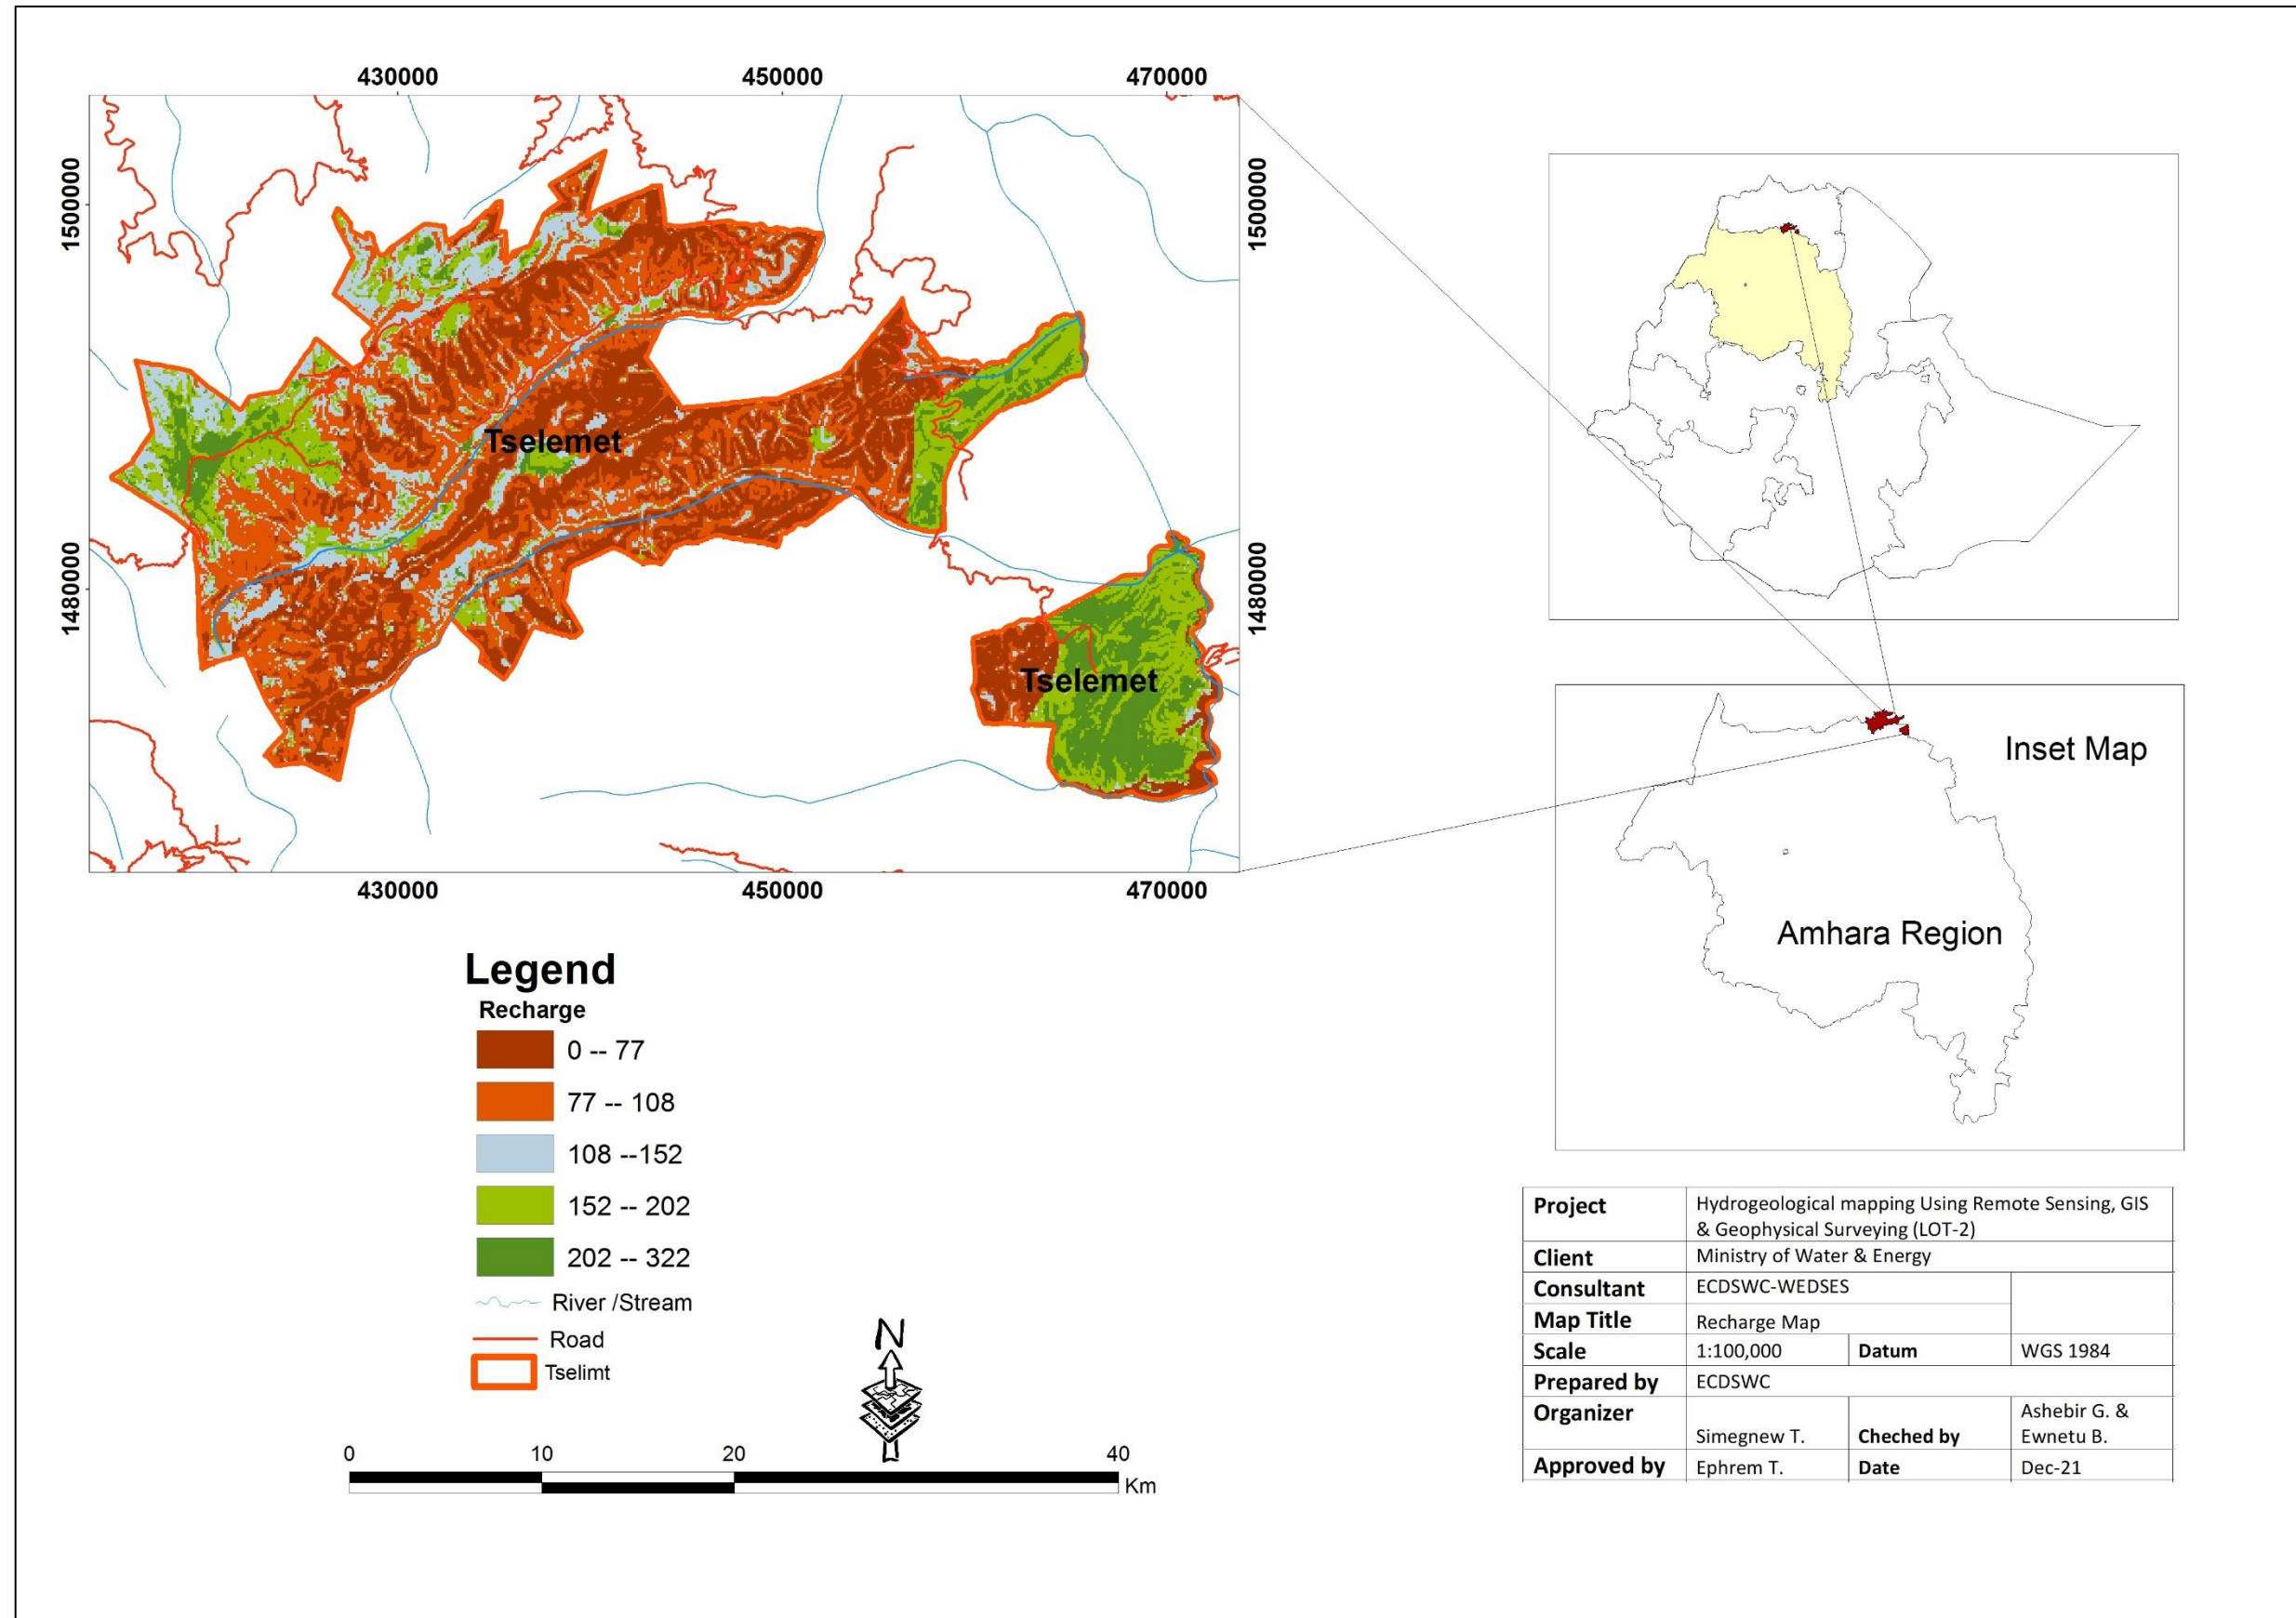 430000 450000 470000
1500000 1500000
1480000 1480000
Tselemet
Tselemet
430000 450000 470000
Inset Map
Amhara Region
Legend
Recharge
0 -- 77
77 -- 108
108 --152
152 -- 202
202 -- 322
River /Stream
Road
Tselimt
N
0 10 20 40
Km
Project Hydrogeological mapping Using Remote Sensing, GIS
& Geophysical Surveying (LOT-2)
Client Ministry of Water & Energy
Consultant ECDSWC-WEDSES
Map Title Recharge Map
Scale 1:100,000 Datum WGS 1984
Prepared by ECDSWC
Organizer Simegnew T. Cheched by Ashebir G. &
Ewnetu B.
Approved by Ephrem T. Date Dec-21